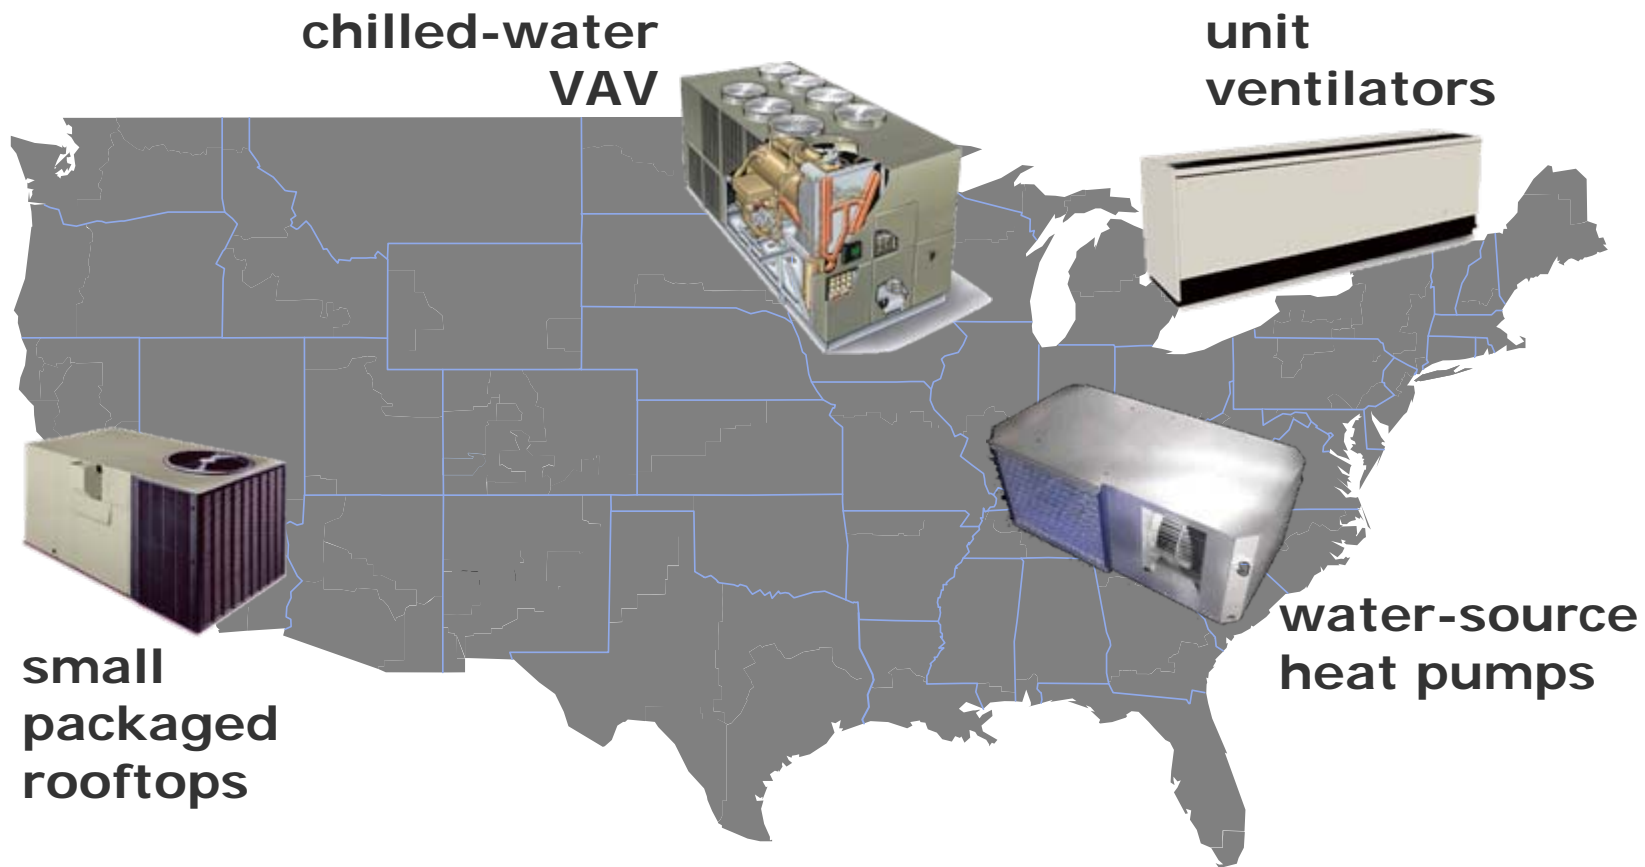 chilled-water
VAV
unit
ventilators
small
packaged
rooftops
water-source
heat pumps